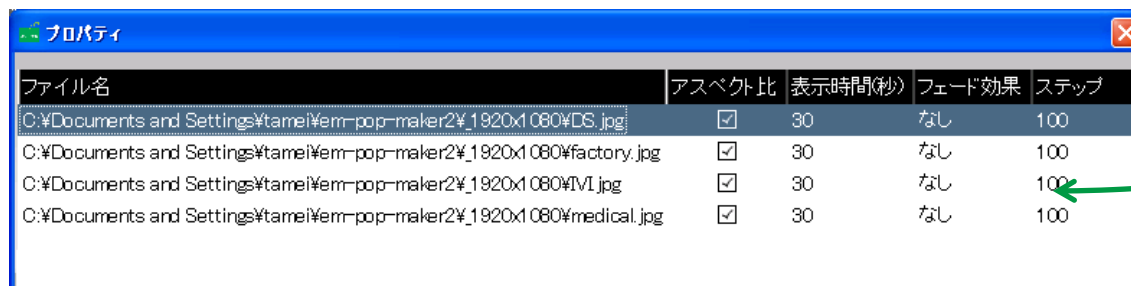 プロパティ
ファイル名 アスペクト比 表示時間(秒) フェード効果 ステップ
C:¥Documents and Settings¥tamei¥em-pop-maker2¥_1920x1080¥DS.jpg 30 なし 100
C:¥Documents and Settings¥tamei¥em-pop-maker2¥_1920x1080¥factory.jpg 30 なし 100
C:¥Documents and Settings¥tamei¥em-pop-maker2¥_1920x1080¥IVI.jpg 30 なし 100
C:¥Documents and Settings¥tamei¥em-pop-maker2¥_1920x1080¥medical.jpg 30 なし 100